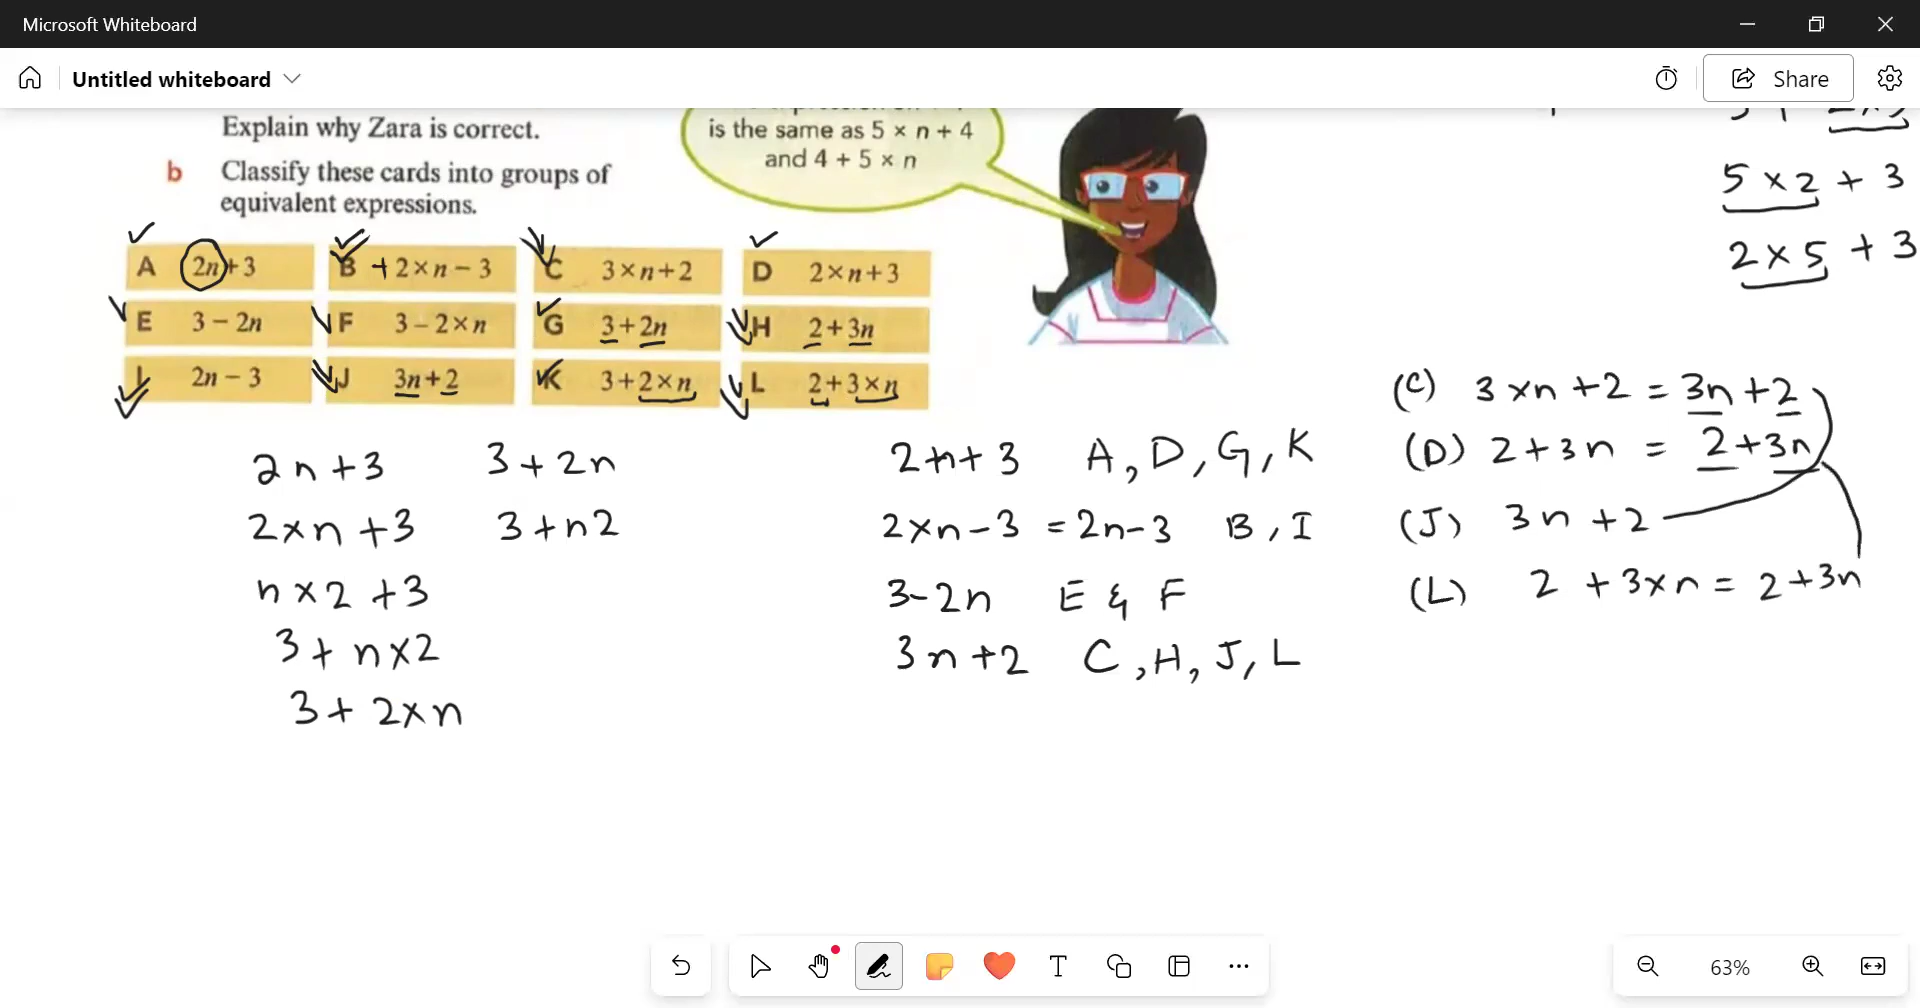 Microsoft Whiteboard
Untitled whiteboard
Share
Explain why Zara is correct.
b Classify these cards into groups of
equivalent expressions.
is the same as 5 × n + 4
and 4 + 5 × n
5 × 2 + 3
2 × 5 + 3
A 2n+3
B +2×n − 3
C 3×n+2
D 2×n+3
E 3 − 2n
F 3 − 2×n
G 3+2n
H 2+3n
I 2n − 3
J 3n+2
K 3+2×n
L 2+3×n
2n+3 3+2n
2×n+3 3+n2
n×2+3
3+n×2
3+2×n
2n+3 A, D, G, K
2×n−3 = 2n−3 B, I
3−2n E & F
3n+2 C, H, J, L
(C) 3×n+2 = 3n+2
(D) 2+3n = 2+3n
(J) 3n+2
(L) 2+3×n = 2+3n
63%